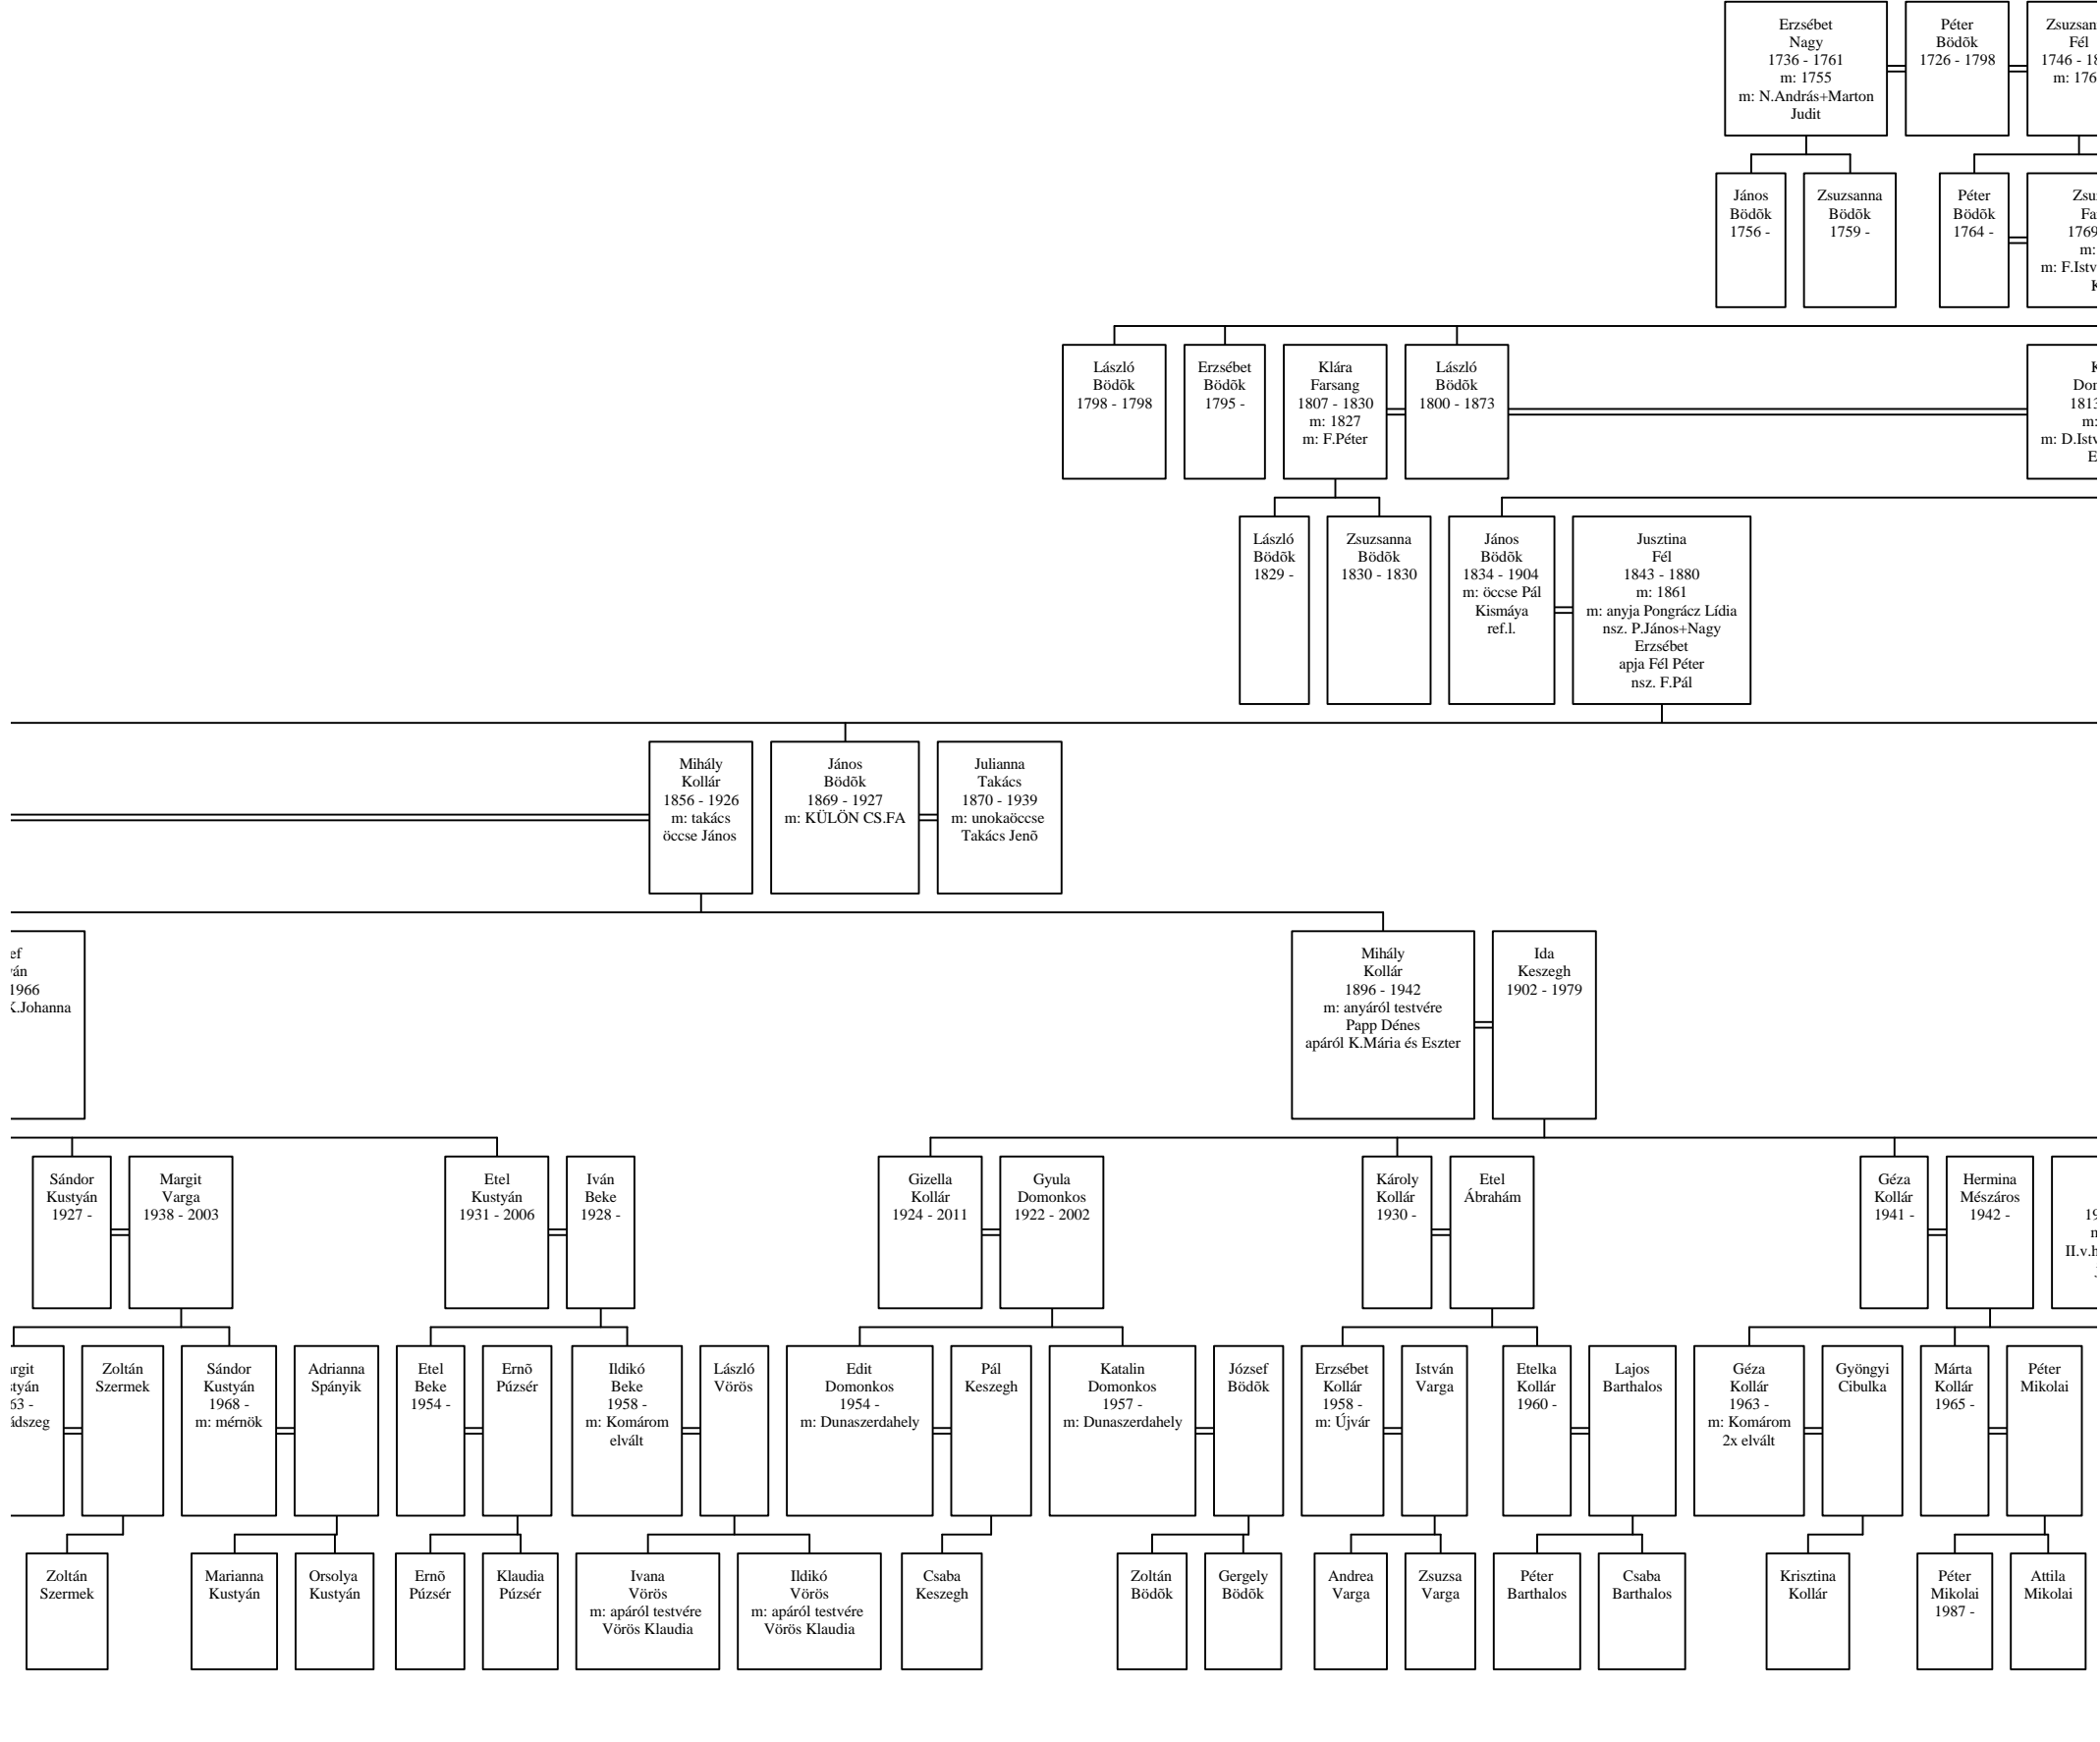 Erzsébet
Nagy
1736 - 1761
m: 1755
m: N.András+Marton
Judit
Péter
Bödõk
1726 - 1798
Fél
János
Bödõk
1756 -
Zsuzsanna
Bödõk
1759 -
Péter
Bödõk
1764 -
László
Bödõk
1798 - 1798
Erzsébet
Bödõk
1795 -
Klára
Farsang
1807 - 1830
m: 1827
m: F.Péter
László
Bödõk
1800 - 1873
László
Bödõk
1829 -
Zsuzsanna
Bödõk
1830 - 1830
János
Bödõk
1834 - 1904
m: öccse Pál
Kismáya
ref.l.
Jusztina
Fél
1843 - 1880
m: 1861
m: anyja Pongrácz Lídia
nsz. P.János+Nagy
Erzsébet
apja Fél Péter
nsz. F.Pál
Mihály
Kollár
1856 - 1926
m: takács
öccse János
János
Bödõk
1869 - 1927
m: KÜLÖN CS.FA
Julianna
Takács
1870 - 1939
m: unokaöccse
Takács Jenõ
1966
K.Johanna
Mihály
Kollár
1896 - 1942
m: anyáról testvére
Papp Dénes
apáról K.Mária és Eszter
Ida
Keszegh
1902 - 1979
Sándor
Kustyán
1927 -
Margit
Varga
1938 - 2003
Etel
Kustyán
1931 - 2006
Iván
Beke
1928 -
Gizella
Kollár
1924 - 2011
Gyula
Domonkos
1922 - 2002
Károly
Kollár
1930 -
Etel
Ábrahám
Géza
Kollár
1941 -
Hermina
Mészáros
1942 -
Zoltán
Szermek
Sándor
Kustyán
1968 -
m: mérnök
Adrianna
Spányik
Etel
Beke
1954 -
Ernõ
Púzsér
Ildikó
Beke
1958 -
m: Komárom
elvált
László
Vörös
Edit
Domonkos
1954 -
m: Dunaszerdahely
Pál
Keszegh
Katalin
Domonkos
1957 -
m: Dunaszerdahely
József
Bödõk
Erzsébet
Kollár
1958 -
m: Újvár
István
Varga
Etelka
Kollár
1960 -
Lajos
Barthalos
Géza
Kollár
1963 -
m: Komárom
2x elvált
Gyöngyi
Cibulka
Márta
Kollár
1965 -
Péter
Mikolai
Zoltán
Szermek
Marianna
Kustyán
Orsolya
Kustyán
Ernõ
Púzsér
Klaudia
Púzsér
Ivana
Vörös
m: apáról testvére
Vörös Klaudia
Ildikó
Vörös
m: apáról testvére
Vörös Klaudia
Csaba
Keszegh
Zoltán
Bödõk
Gergely
Bödõk
Andrea
Varga
Zsuzsa
Varga
Péter
Barthalos
Csaba
Barthalos
Krisztina
Kollár
Péter
Mikolai
1987 -
Attila
Mikolai